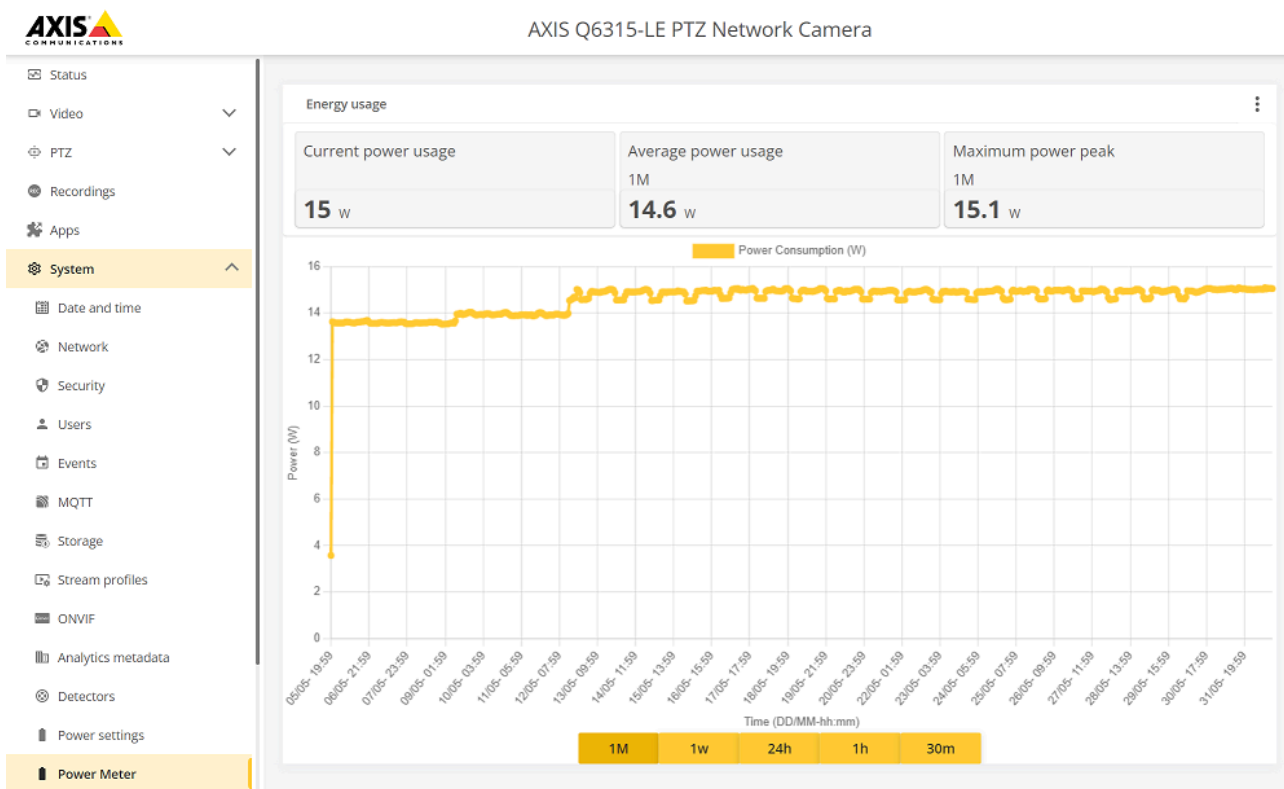 AXIS
COMMUNICATIONS
AXIS Q6315-LE PTZ Network Camera
Status
Video
PTZ
Recordings
Apps
System
Date and time
Network
Security
Users
Events
MQTT
Storage
Stream profiles
ONVIF
Analytics metadata
Detectors
Power settings
Power Meter
Energy usage
Current power usage
15 W
Average power usage
1M
14.6 W
Maximum power peak
1M
15.1 W
Power Consumption (W)
Power (W)
16
14
12
10
8
6
4
2
0
05/05- 19:59
06/05- 21:59
07/05- 23:59
09/05- 01:59
10/05- 03:59
11/05- 05:59
12/05- 07:59
13/05- 09:59
14/05- 11:59
15/05- 13:59
16/05- 15:59
17/05- 17:59
18/05- 19:59
19/05- 21:59
20/05- 23:59
22/05- 01:59
23/05- 03:59
24/05- 05:59
25/05- 07:59
26/05- 09:59
27/05- 11:59
28/05- 13:59
29/05- 15:59
30/05- 17:59
31/05- 19:59
Time (DD/MM-hh:mm)
1M 1w 24h 1h 30m